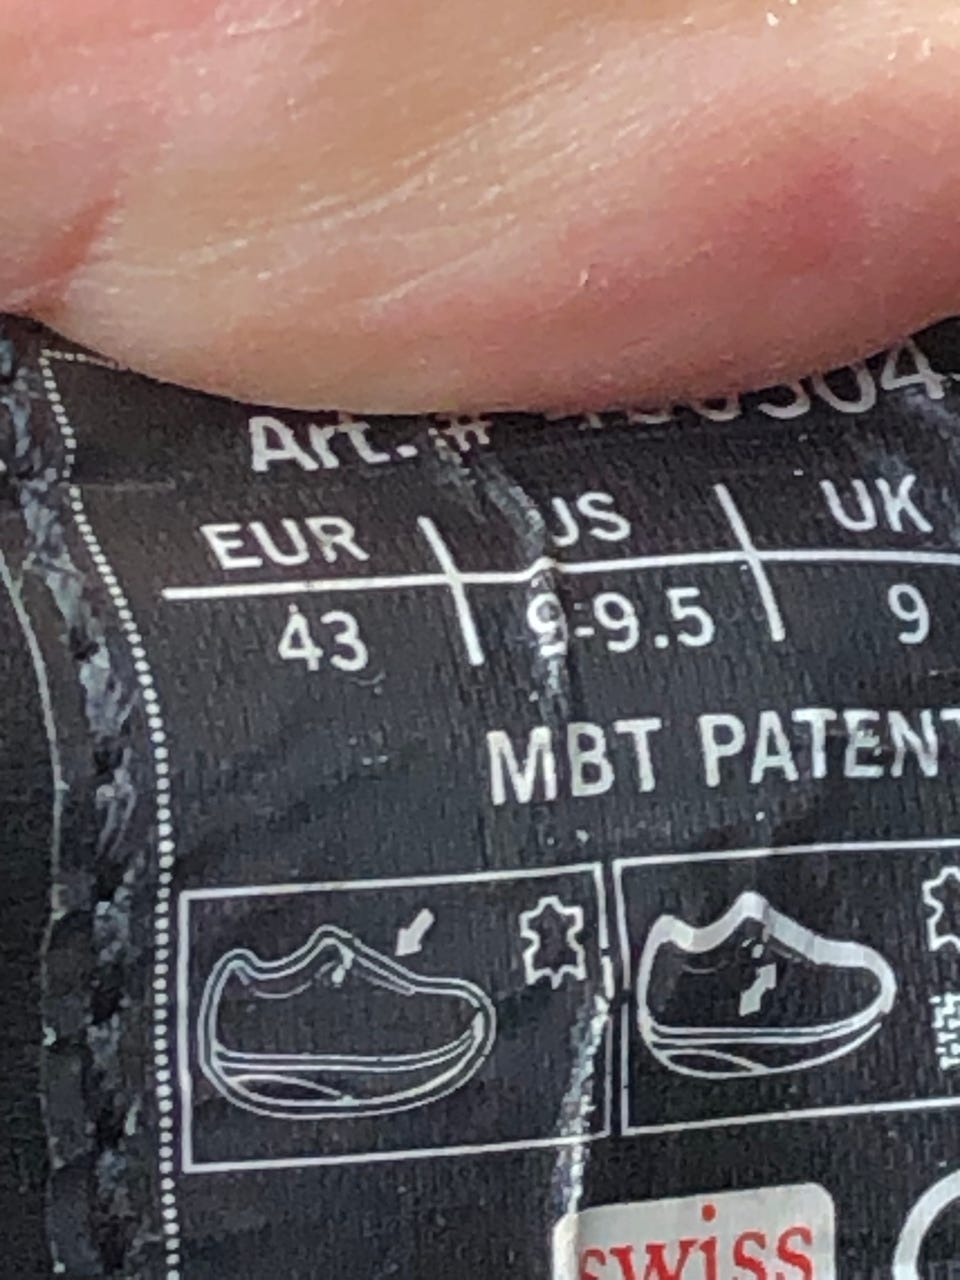 Art. #
EUR US UK
43 9-9.5 9
MBT PATENT
swiss